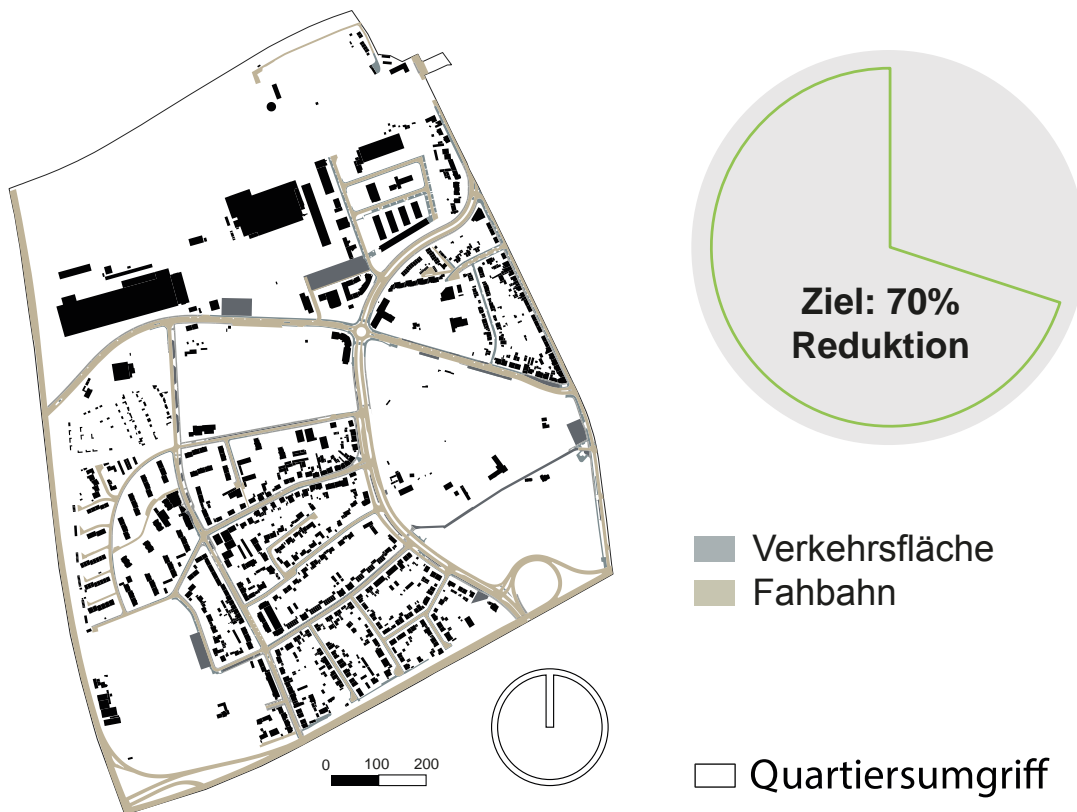 Ziel: 70%
Reduktion
Verkehrsfläche
Fahbahn
0 100 200
Quartiersumgriff